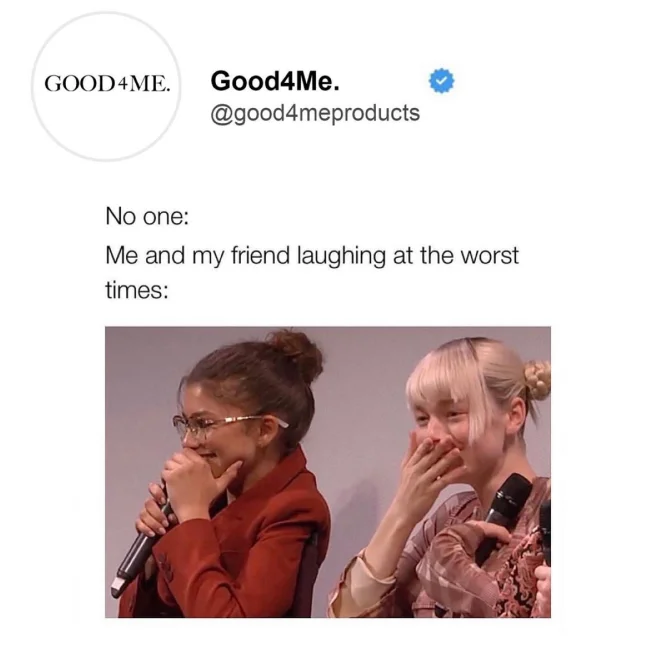 GOOD4ME.
Good4Me.
@good4meproducts
No one:
Me and my friend laughing at the worst
times: